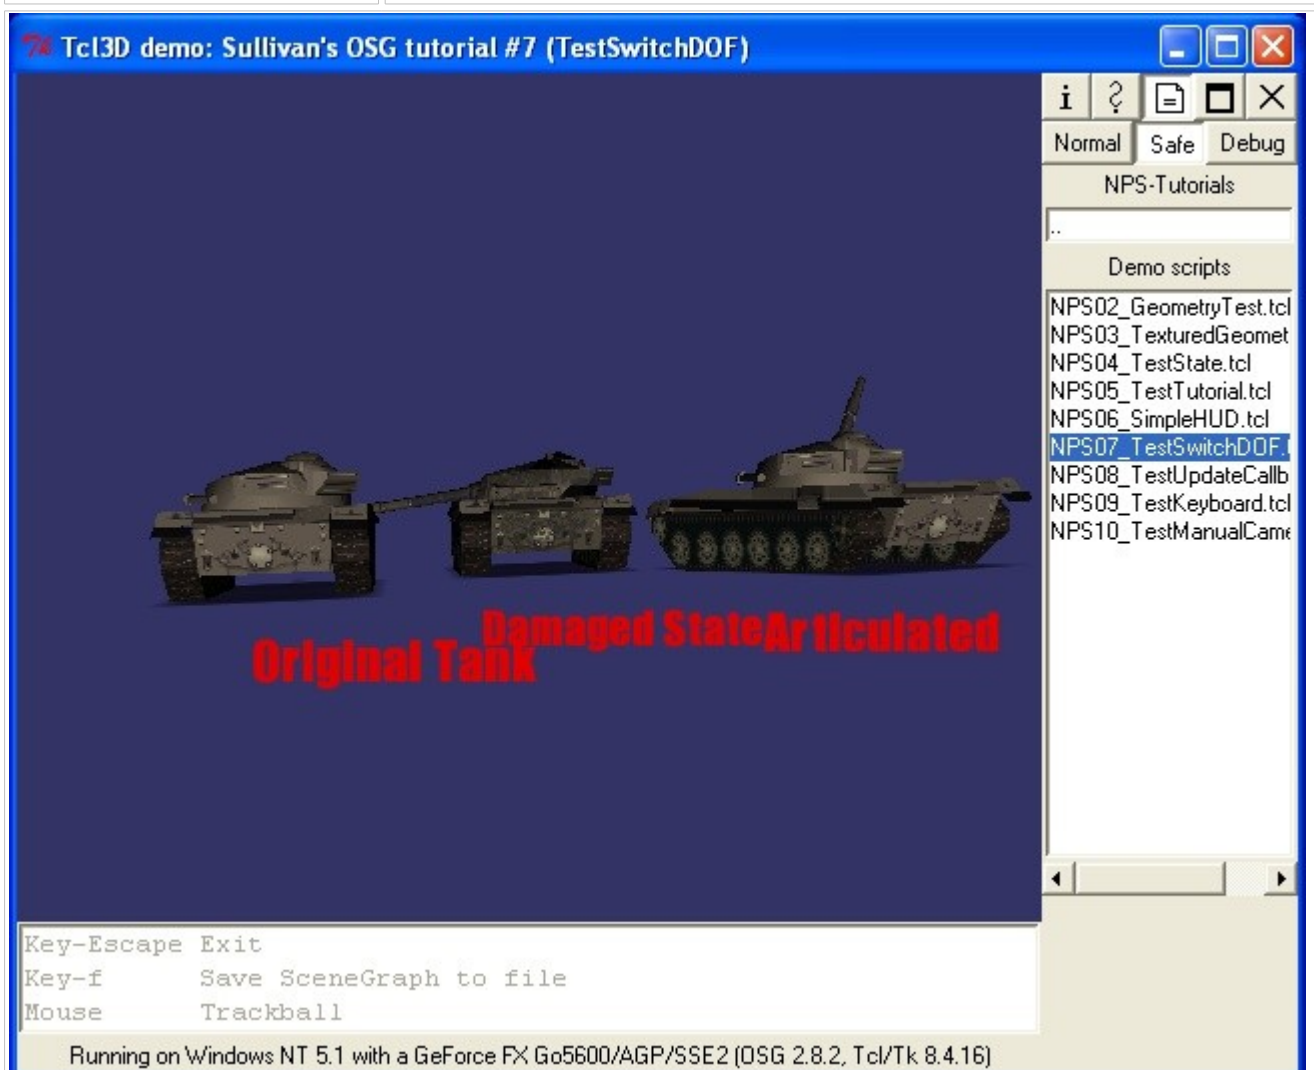 Tcl3D demo: Sullivan's OSG tutorial #7 (TestSwitchDOF)
i ?
Normal Safe Debug
NPS-Tutorials
..
Demo scripts
NPS02_GeometryTest.tcl
NPS03_TexturedGeomet
NPS04_TestState.tcl
NPS05_TestTutorial.tcl
NPS06_SimpleHUD.tcl
NPS07_TestSwitchDOF.
NPS08_TestUpdateCallb
NPS09_TestKeyboard.tcl
NPS10_TestManualCame
Original Tank
Damaged State
Articulated
Key-Escape Exit
Key-f Save SceneGraph to file
Mouse Trackball
Running on Windows NT 5.1 with a GeForce FX Go5600/AGP/SSE2 (OSG 2.8.2, Tcl/Tk 8.4.16)